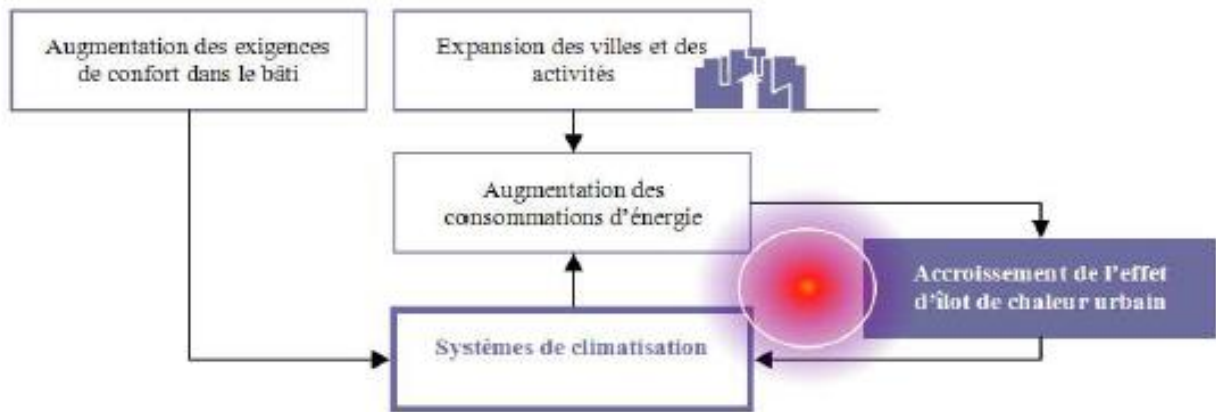 Augmentation des exigences
de confort dans le bâti
Expansion des villes et des
activités
Augmentation des
consommations d'énergie
Accroissement de l'effet
d'îlot de chaleur urbain
Systèmes de climatisation